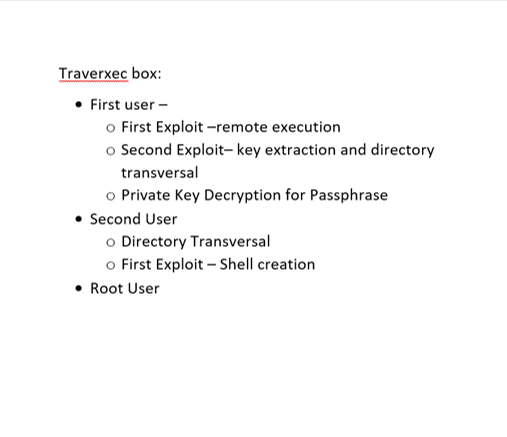 Traverxec box:
• First user –
o First Exploit –remote execution
o Second Exploit– key extraction and directory
transversal
o Private Key Decryption for Passphrase
• Second User
o Directory Transversal
o First Exploit – Shell creation
• Root User